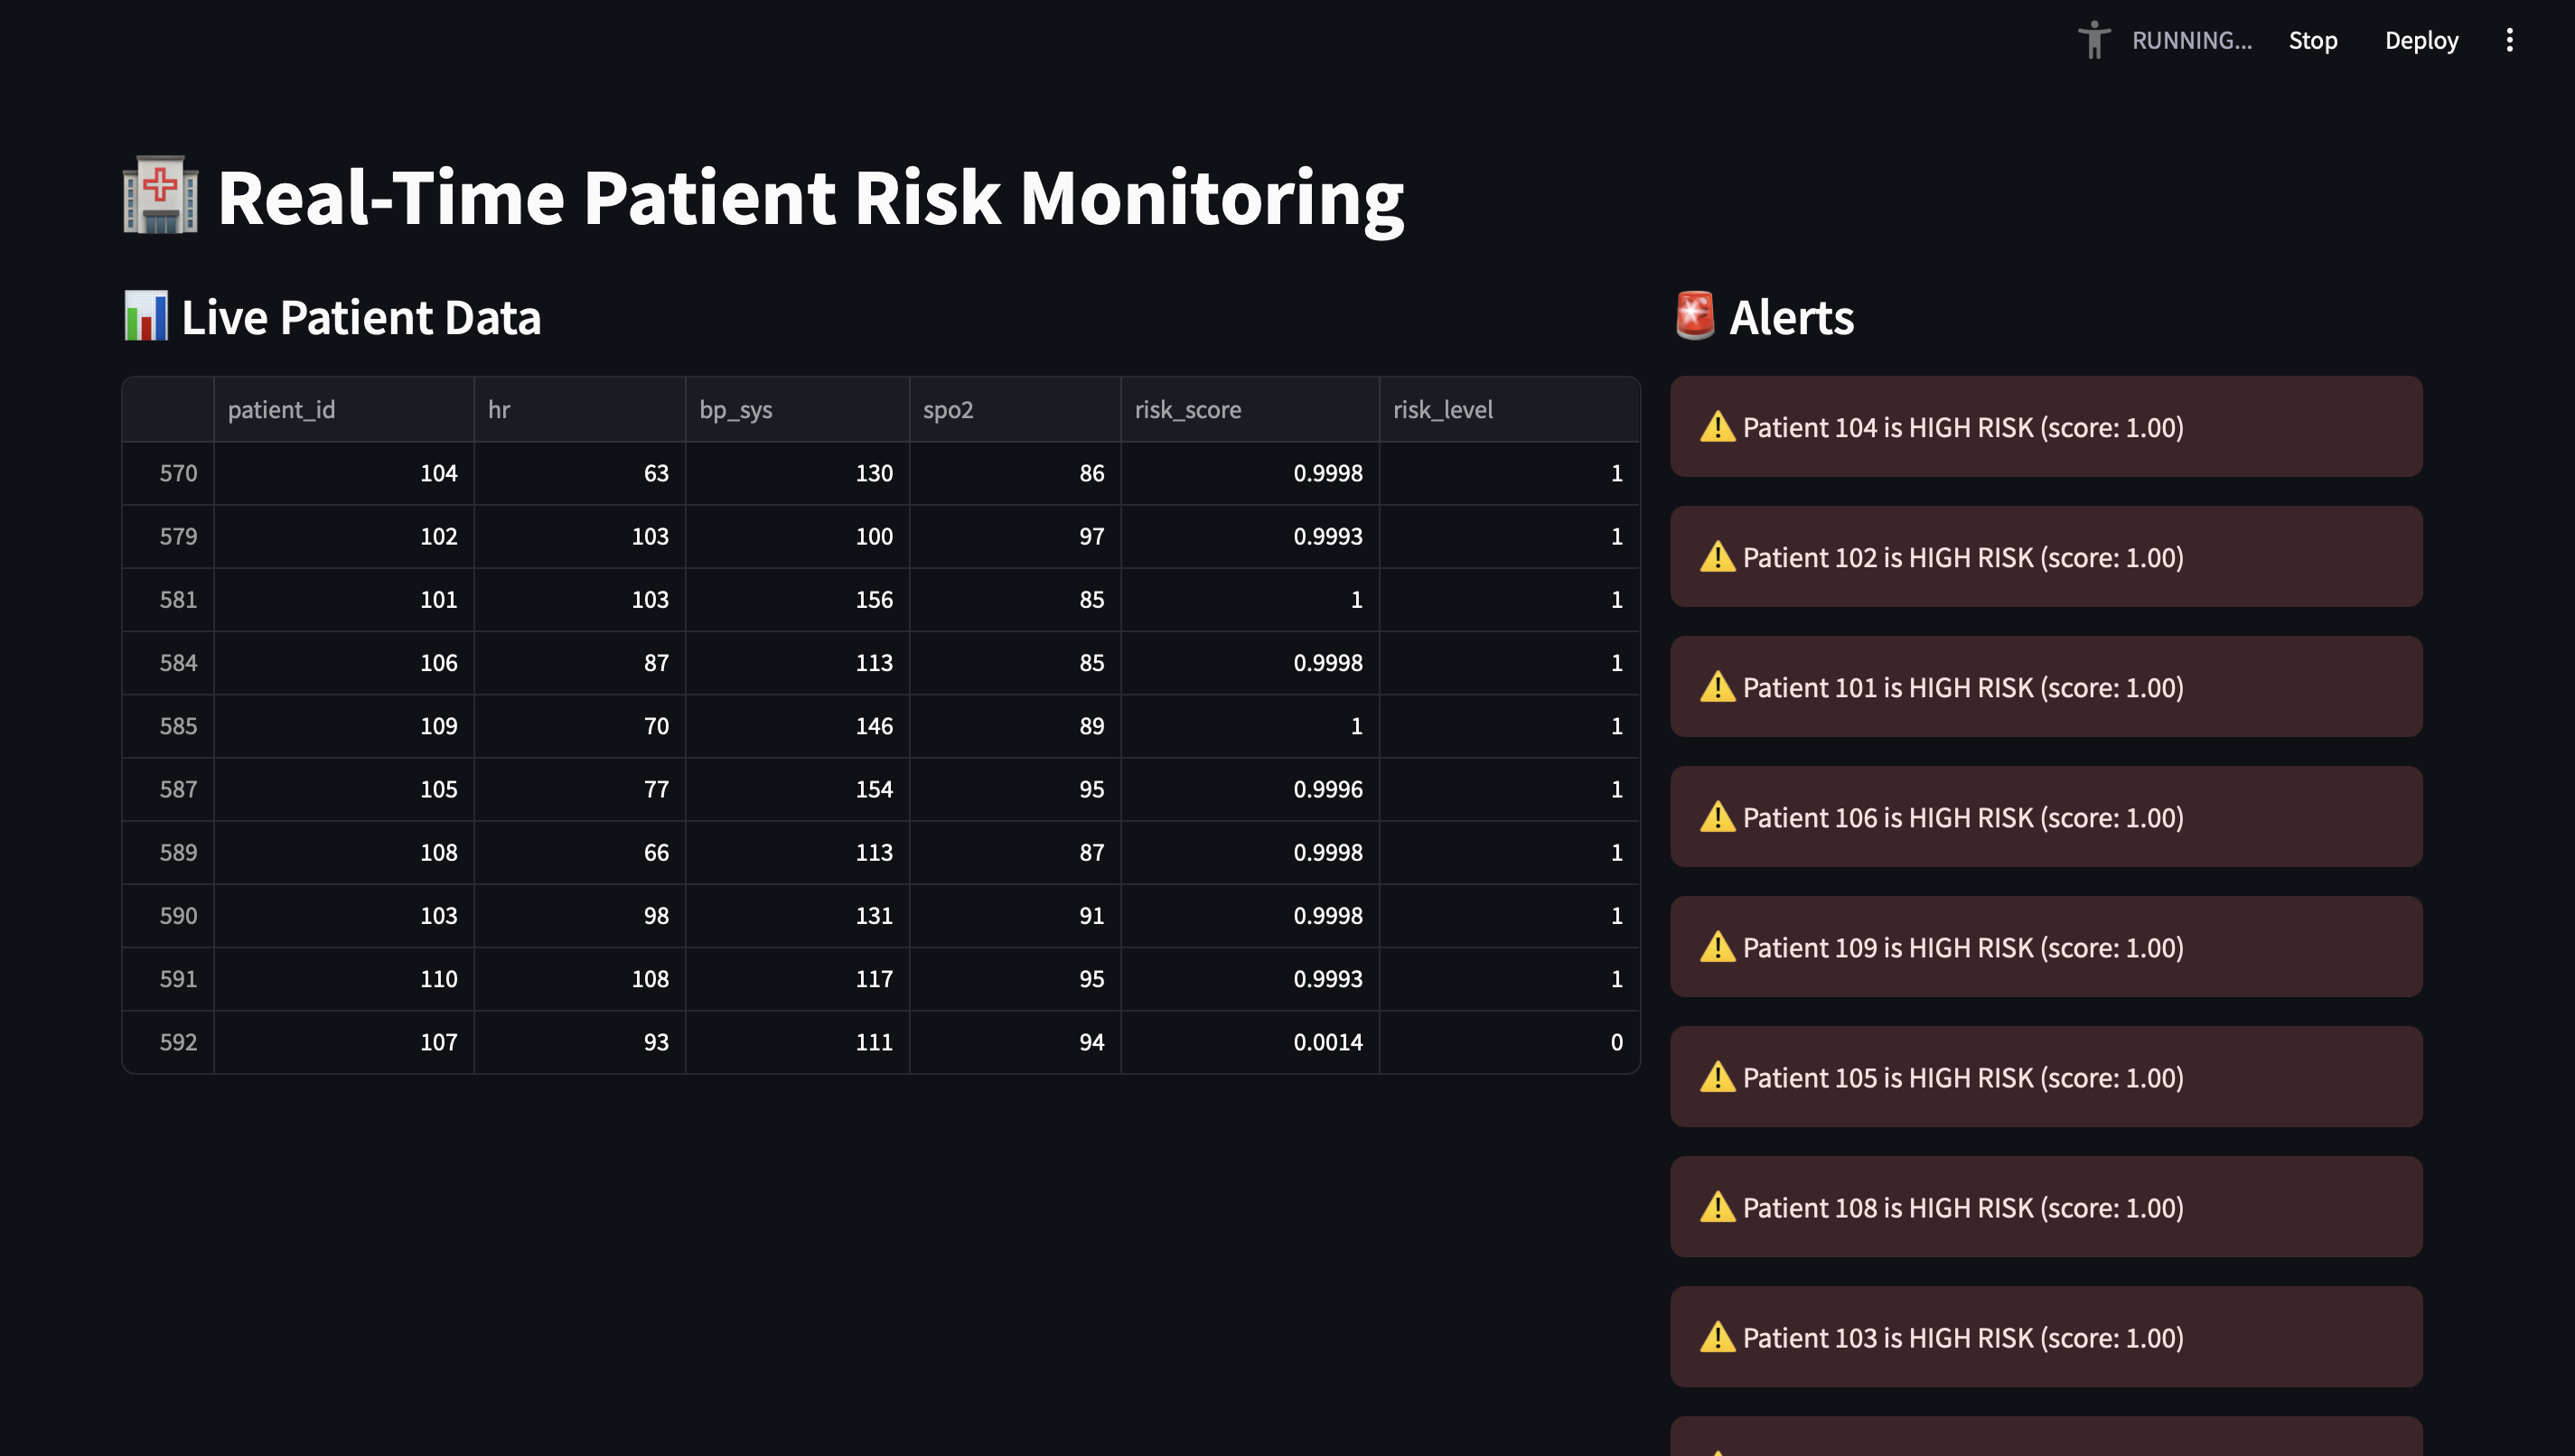 RUNNING... Stop Deploy
Real-Time Patient Risk Monitoring
Live Patient Data
patient_id hr bp_sys spo2 risk_score risk_level
570 104 63 130 86 0.9998 1
579 102 103 100 97 0.9993 1
581 101 103 156 85 1 1
584 106 87 113 85 0.9998 1
585 109 70 146 89 1 1
587 105 77 154 95 0.9996 1
589 108 66 113 87 0.9998 1
590 103 98 131 91 0.9998 1
591 110 108 117 95 0.9993 1
592 107 93 111 94 0.0014 0
Alerts
Patient 104 is HIGH RISK (score: 1.00)
Patient 102 is HIGH RISK (score: 1.00)
Patient 101 is HIGH RISK (score: 1.00)
Patient 106 is HIGH RISK (score: 1.00)
Patient 109 is HIGH RISK (score: 1.00)
Patient 105 is HIGH RISK (score: 1.00)
Patient 108 is HIGH RISK (score: 1.00)
Patient 103 is HIGH RISK (score: 1.00)